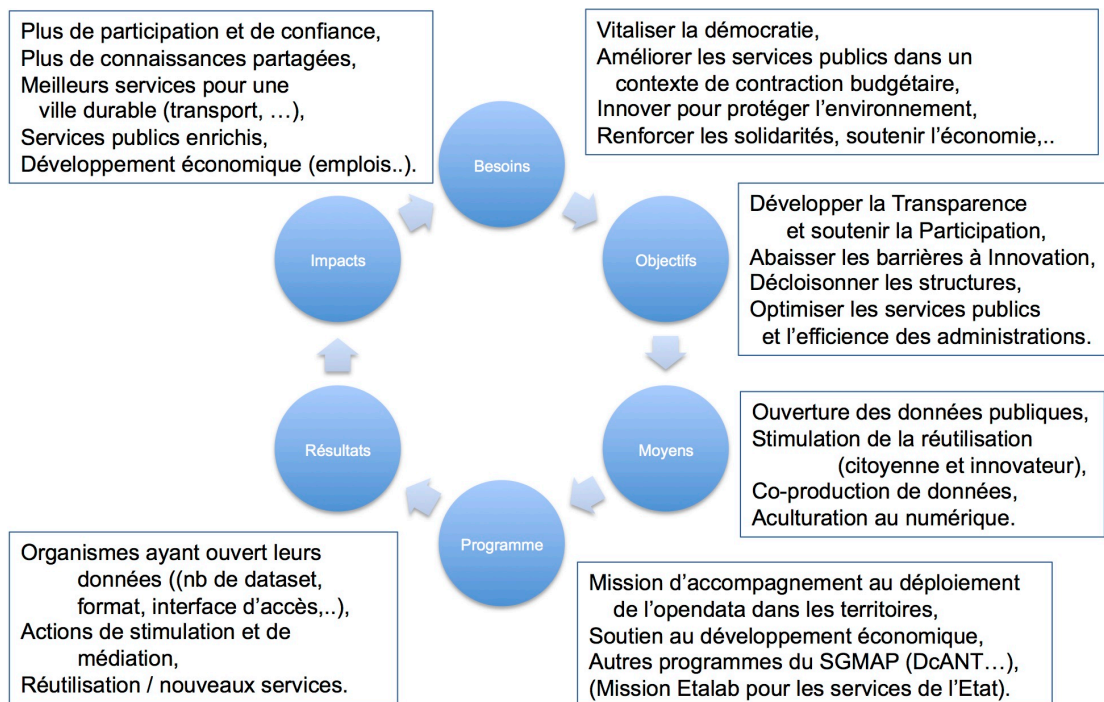 Plus de participation et de confiance,
Plus de connaissances partagées,
Meilleurs services pour une
ville durable (transport, …),
Services publics enrichis,
Développement économique (emplois..).
Vitaliser la démocratie,
Améliorer les services publics dans un
contexte de contraction budgétaire,
Innover pour protéger l’environnement,
Renforcer les solidarités, soutenir l’économie,..
Besoins
Développer la Transparence
et soutenir la Participation,
Abaisser les barrières à Innovation,
Décloisonner les structures,
Optimiser les services publics
et l’efficience des administrations.
Impacts
Objectifs
Résultats
Moyens
Ouverture des données publiques,
Stimulation de la réutilisation
(citoyenne et innovateur),
Co-production de données,
Aculturation au numérique.
Programme
Organismes ayant ouvert leurs
données ((nb de dataset,
format, interface d’accès,..),
Actions de stimulation et de
médiation,
Réutilisation / nouveaux services.
Mission d’accompagnement au déploiement
de l’opendata dans les territoires,
Soutien au développement économique,
Autres programmes du SGMAP (DcANT…),
(Mission Etalab pour les services de l’Etat).